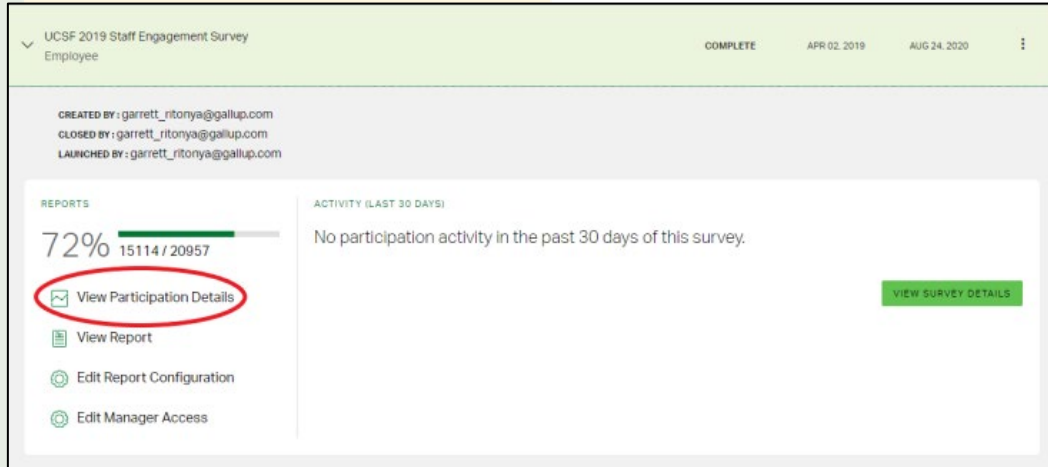 UCSF 2019 Staff Engagement Survey
Employee
COMPLETE APR 02, 2019 AUG 24, 2020
CREATED BY : garrett_ritonya@gallup.com
CLOSED BY : garrett_ritonya@gallup.com
LAUNCHED BY : garrett_ritonya@gallup.com
REPORTS
72% 15114 / 20957
View Participation Details
View Report
Edit Report Configuration
Edit Manager Access
ACTIVITY (LAST 30 DAYS)
No participation activity in the past 30 days of this survey.
VIEW SURVEY DETAILS